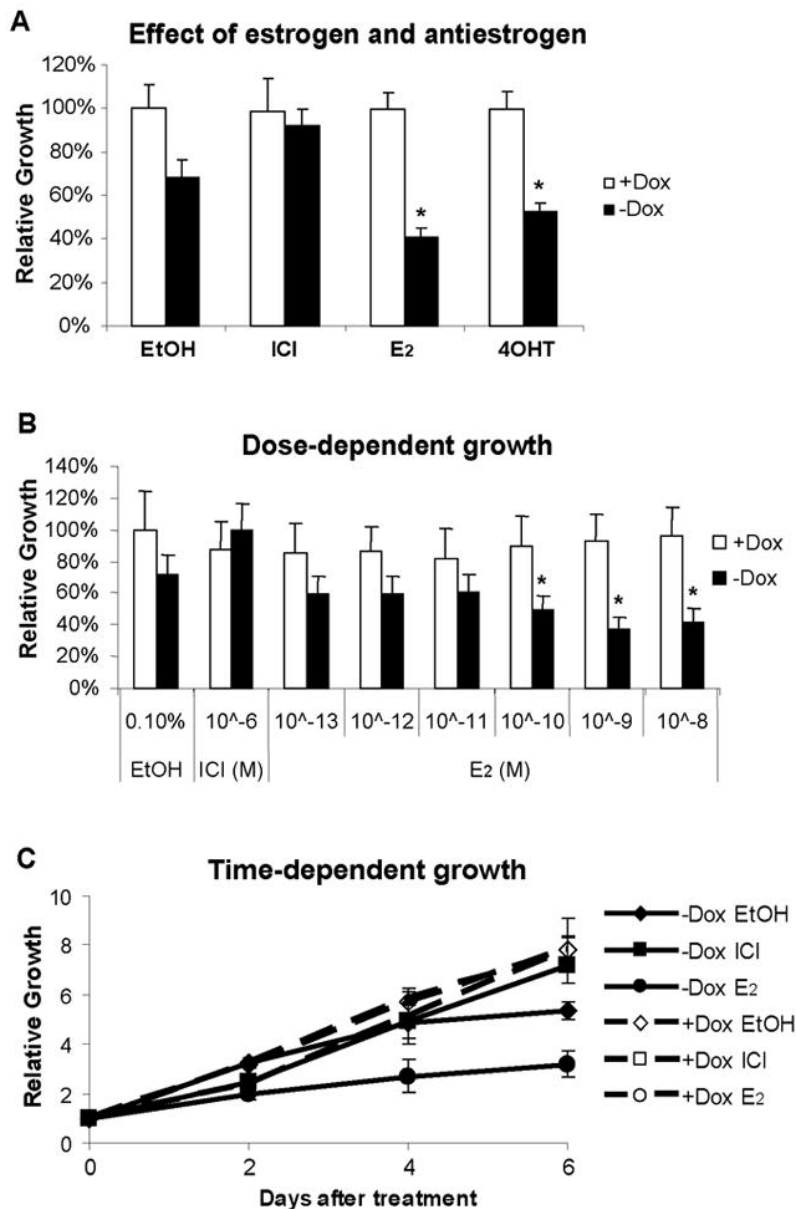 A
Effect of estrogen and antiestrogen
120%
100%
80%
60%
40%
20%
0%
Relative Growth
* *
EtOH ICI E2 4OHT
+Dox
-Dox
B
Dose-dependent growth
140%
120%
100%
80%
60%
40%
20%
0%
Relative Growth
* * *
+Dox
-Dox
0.10% 10^-6 10^-13 10^-12 10^-11 10^-10 10^-9 10^-8
EtOH ICI (M) E2 (M)
C
Time-dependent growth
10
8
6
4
2
0
Relative Growth
0 2 4 6
Days after treatment
-Dox EtOH
-Dox ICI
-Dox E2
+Dox EtOH
+Dox ICI
+Dox E2